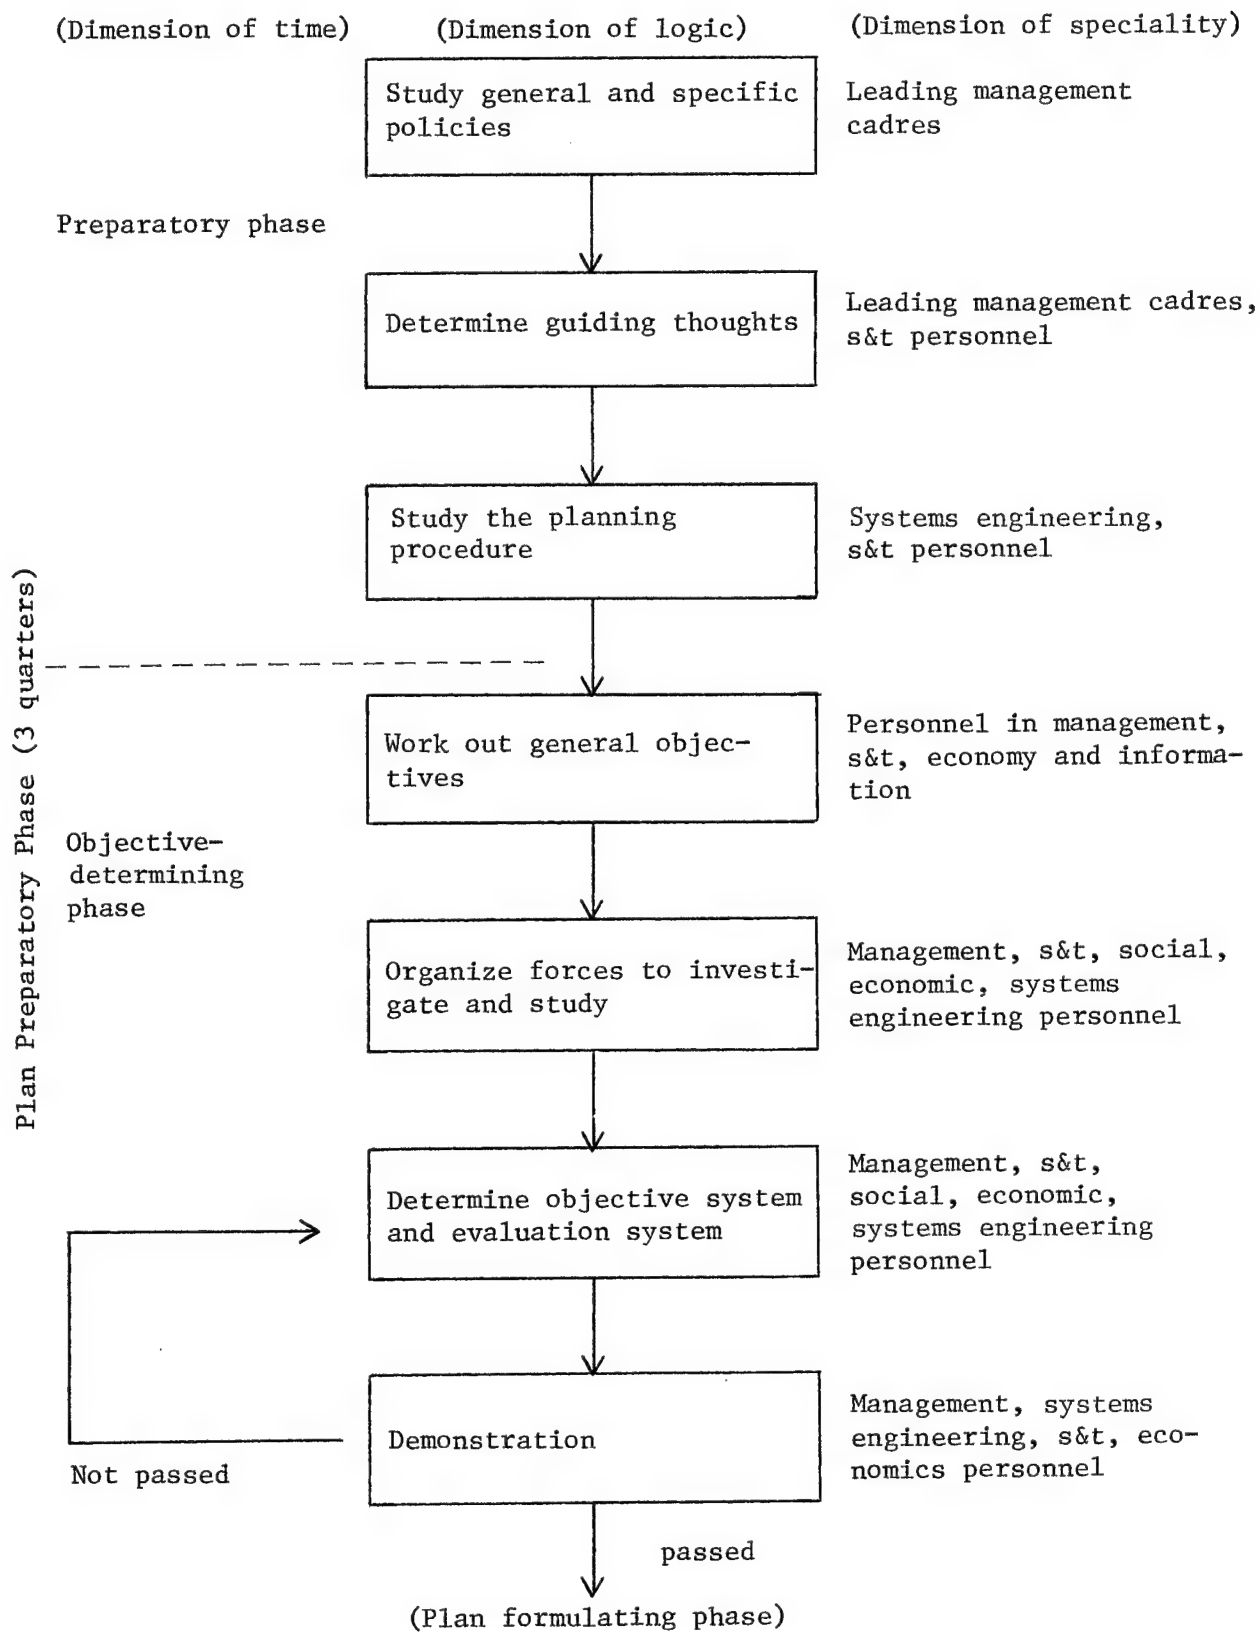 (Dimension of time)
(Dimension of logic)
(Dimension of speciality)
Study general and specific
policies
Leading management
cadres
Preparatory phase
Determine guiding thoughts
Leading management cadres,
s&t personnel
Study the planning
procedure
Systems engineering,
s&t personnel
Plan Preparatory Phase (3 quarters)
Work out general objec-
tives
Personnel in management,
s&t, economy and informa-
tion
Objective-
determining
phase
Organize forces to investi-
gate and study
Management, s&t, social,
economic, systems
engineering personnel
Determine objective system
and evaluation system
Management, s&t,
social, economic,
systems engineering
personnel
Demonstration
Management, systems
engineering, s&t, eco-
nomics personnel
Not passed
passed
(Plan formulating phase)